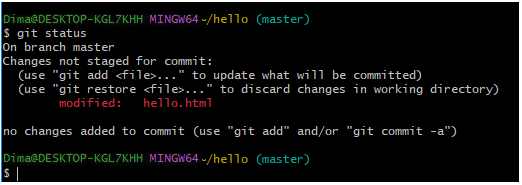 Dima@DESKTOP-KGL7KHH MINGW64 ~/hello (master)
$ git status
On branch master
Changes not staged for commit:
  (use "git add <file>..." to update what will be committed)
  (use "git restore <file>..." to discard changes in working directory)
        modified:   hello.html

no changes added to commit (use "git add" and/or "git commit -a")

Dima@DESKTOP-KGL7KHH MINGW64 ~/hello (master)
$